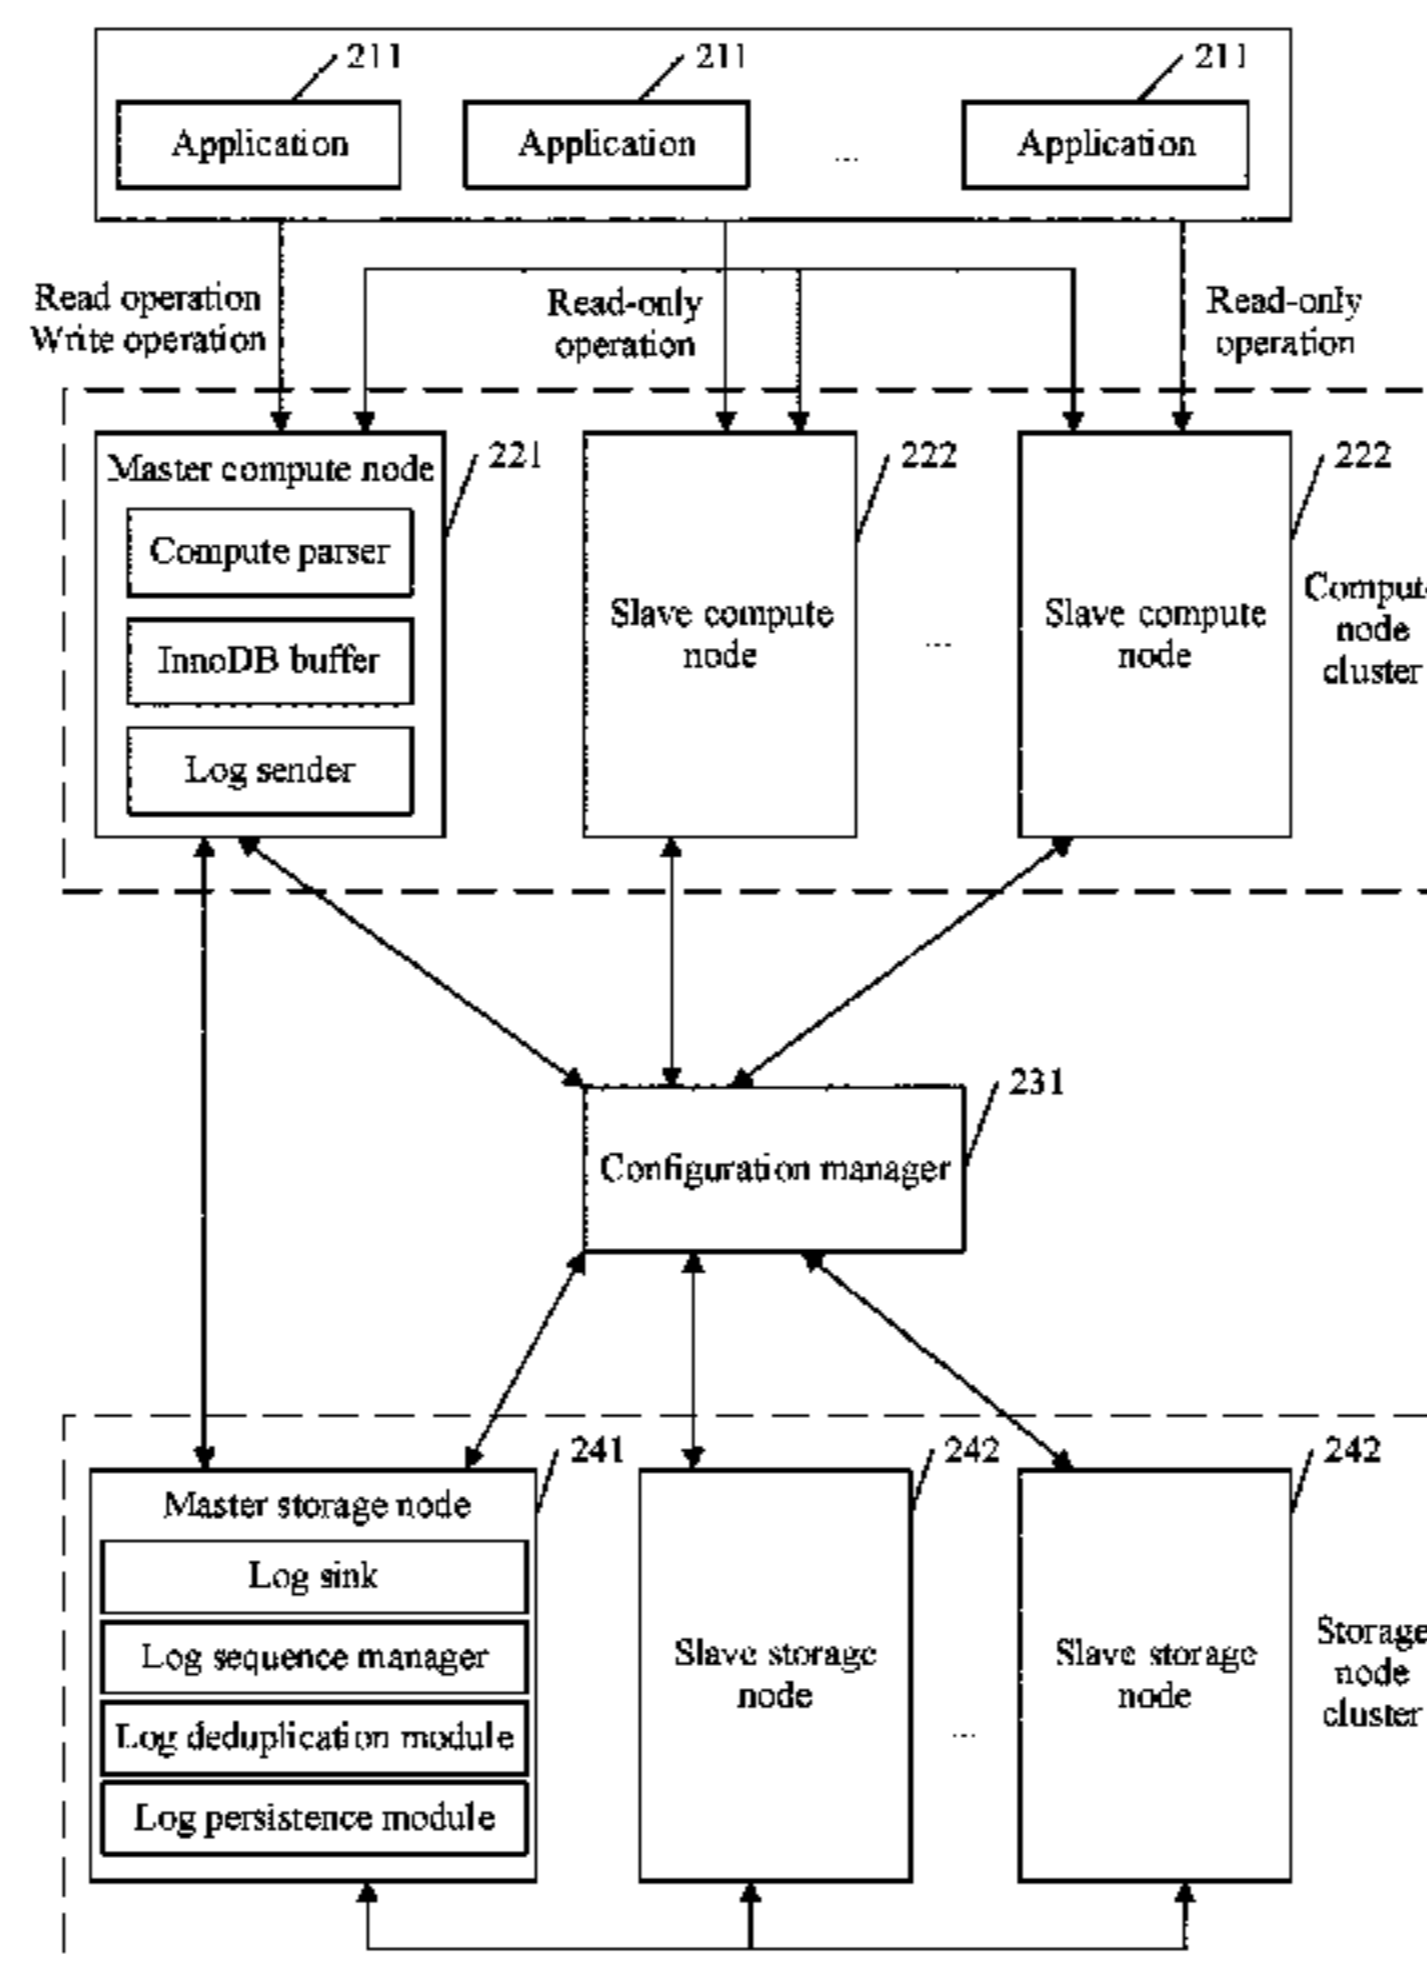 211
211
211
Application
Application
...
Application
Read operation
Write operation
Read-only
operation
Read-only
operation
Master compute node
221
222
222
Compute parser
InnoDB buffer
Log sender
Slave compute
node
...
Slave compute
node
Comput
node
cluster
231
Configuration manager
241
242
242
Master storage node
Log sink
Log sequence manager
Log deduplication module
Log persistence module
Slave storage
node
...
Slave storage
node
Storage
node
cluster